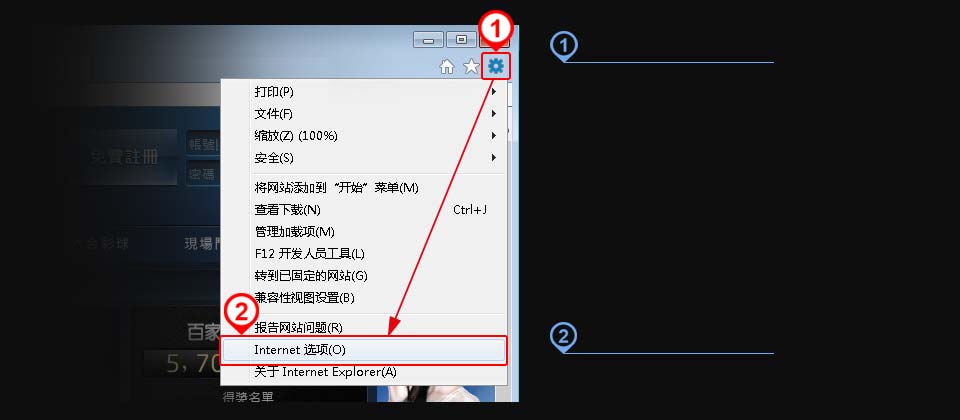 1
1
打印(P)
文件(F)
缩放(Z) (100%)
安全(S)
将网站添加到 “开始” 菜单(M)
查看下载(N) Ctrl+J
管理加载项(M)
F12 开发人员工具(L)
转到已固定的网站(G)
兼容性视图设置(B)
报告网站问题(R)
Internet 选项(O)
关于 Internet Explorer(A)
2
2
免費註冊
帳號
密碼
六合彩球
現場
百家
5,70
得獎名單